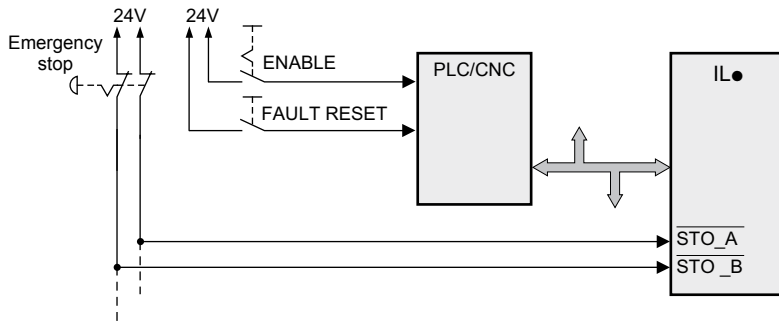 24V 24V
Emergency
stop
ENABLE
FAULT RESET
PLC/CNC
IL●
STO_A
STO _B